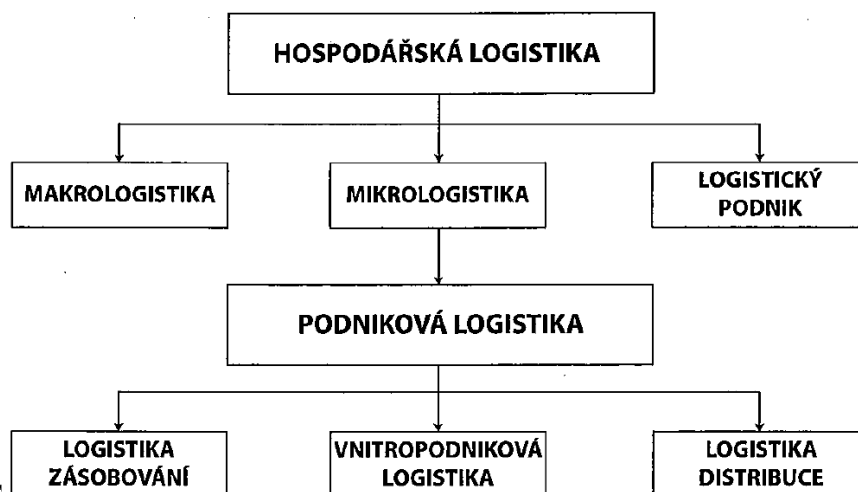 HOSPODÁŘSKÁ LOGISTIKA
MAKROLOGISTIKA
MIKROLOGISTIKA
LOGISTICKÝ
PODNIK
PODNIKOVÁ LOGISTIKA
LOGISTIKA
ZÁSOBOVÁNÍ
VNITROPODNIKOVÁ
LOGISTIKA
LOGISTIKA
DISTRIBUCE